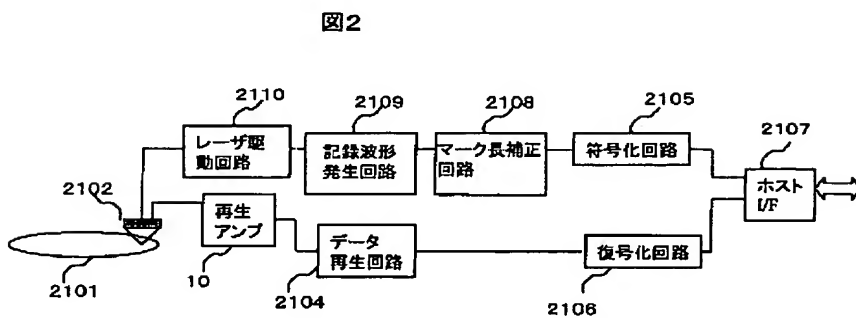 図2
2110
2109
2108
2105
2107
レーザ駆
動回路
記録波形
発生回路
マーク長補正
回路
符号化回路
ホスト
I/F
2102
再生
アンプ
データ
再生回路
復号化回路
2101
10
2104
2106